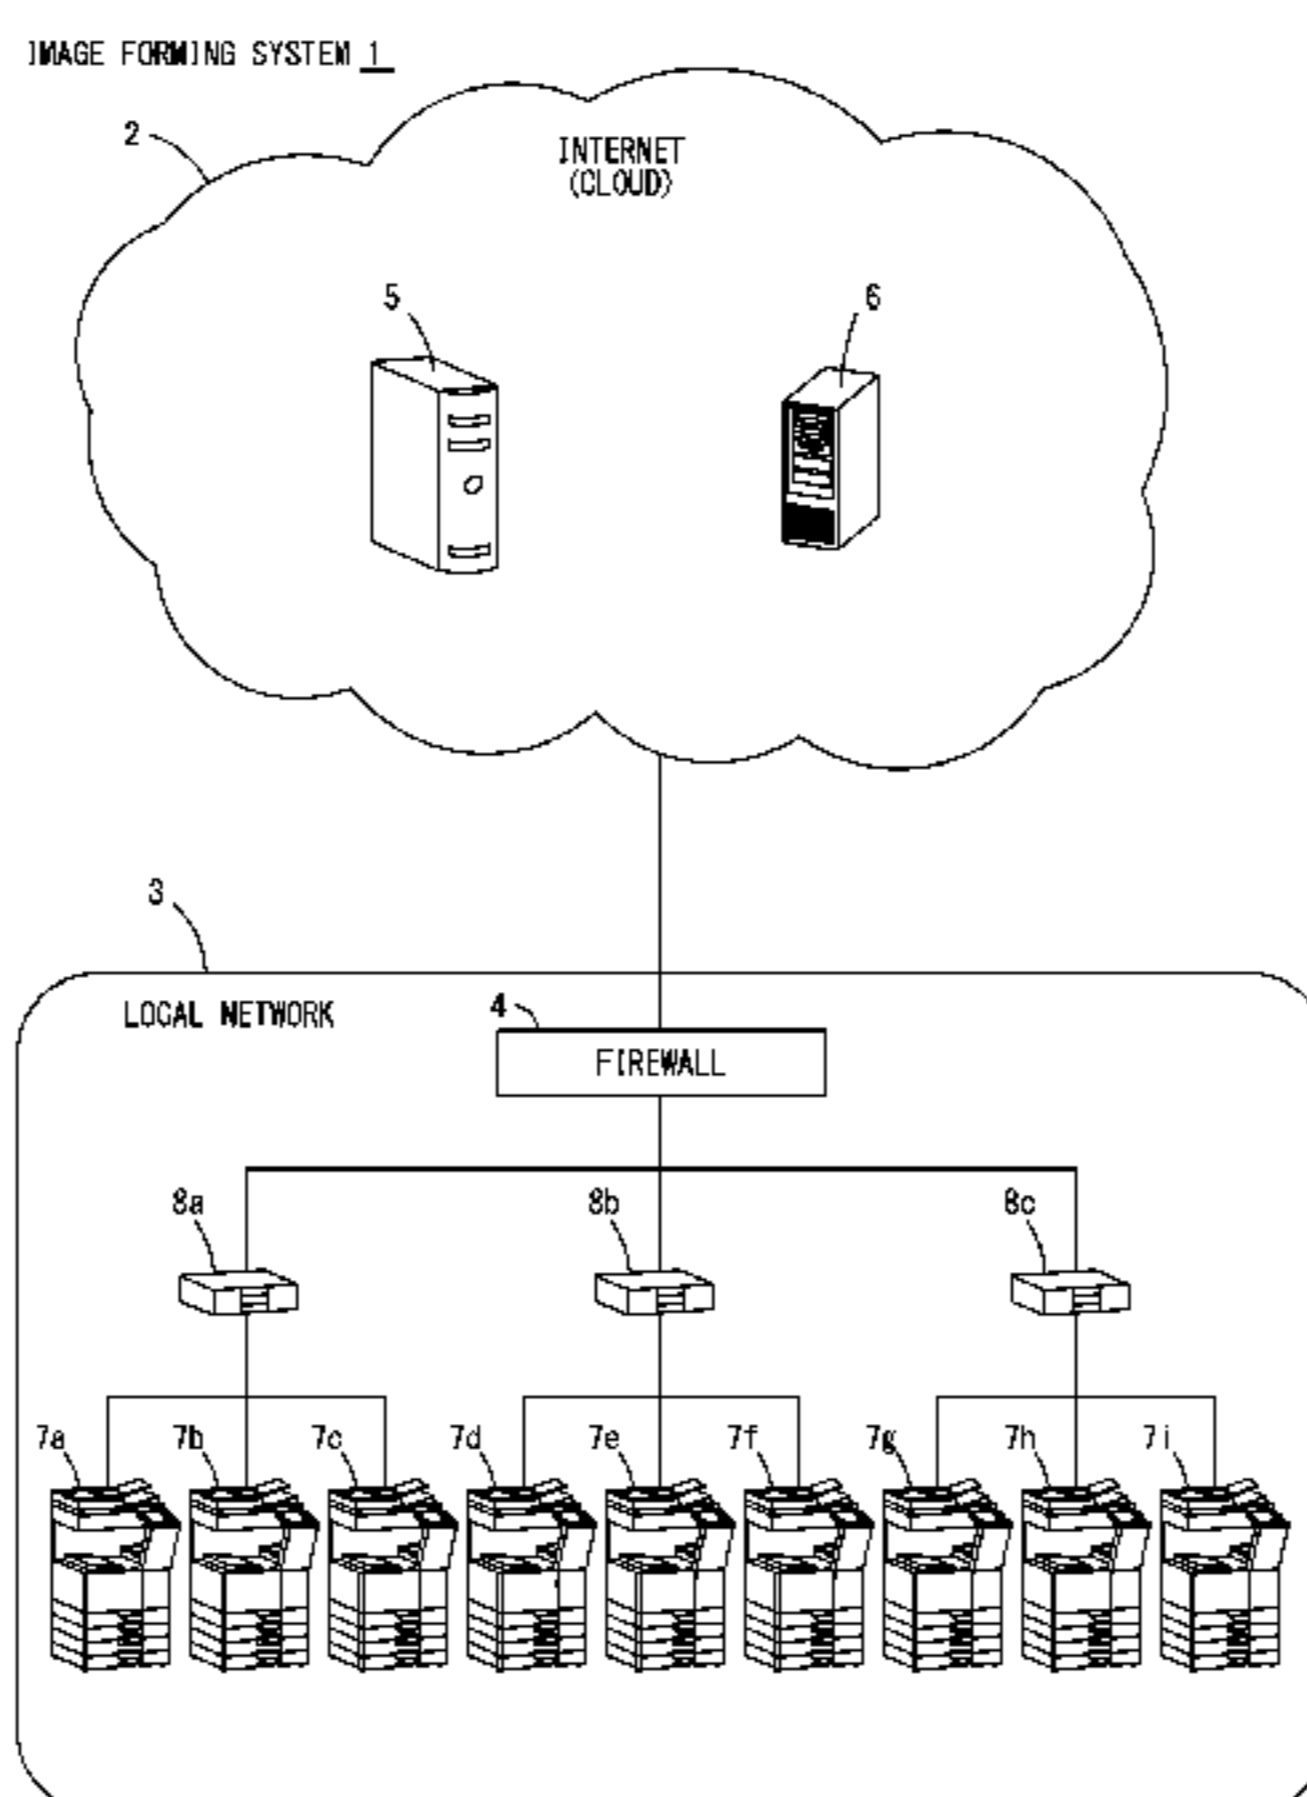 IMAGE FORMING SYSTEM 1
2
INTERNET
(CLOUD)
5
6
3
LOCAL NETWORK
4
FIREWALL
8a
8b
8c
7a
7b
7c
7d
7e
7f
7g
7h
7i